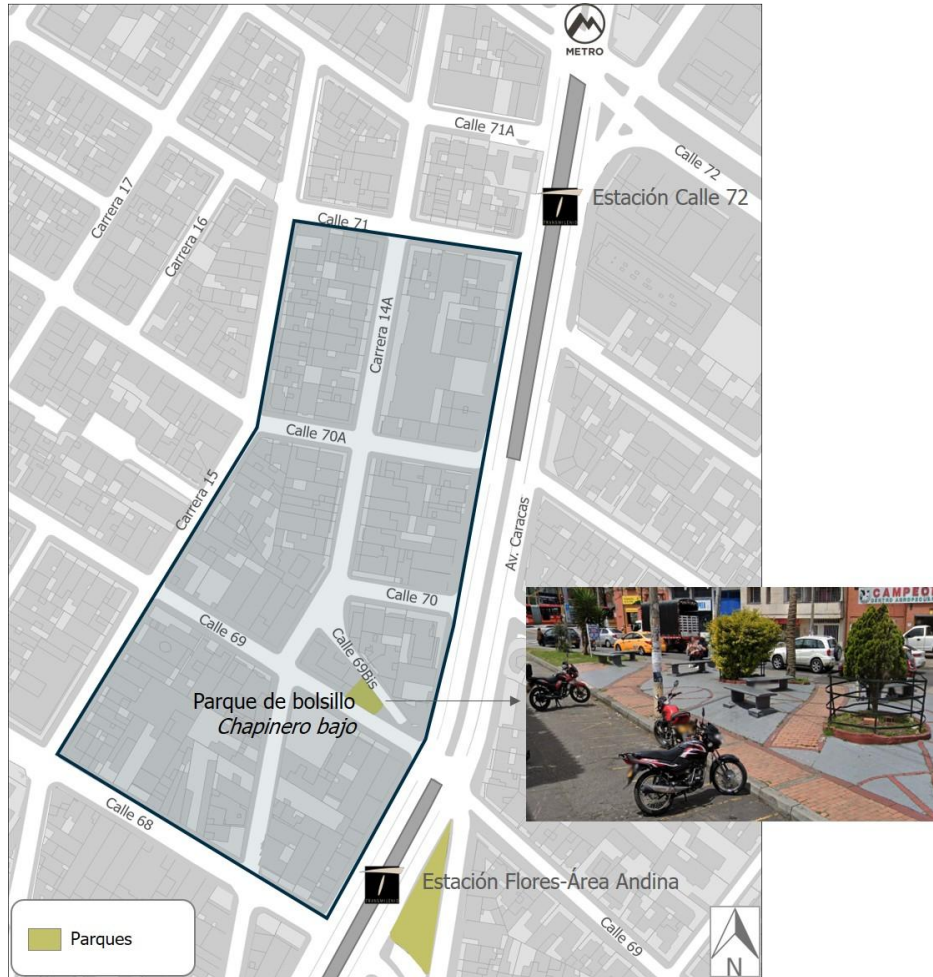 METRO
Calle 71A
Calle 72
Estación Calle 72
Carrera 17
Carrera 16
Calle 71
Carrera 14A
Calle 70A
Carrera 15
Av. Caracas
Calle 70
Calle 69
Calle 69Bis
Parque de bolsillo
Chapinero bajo
CAMPEO
Calle 68
Estación Flores-Área Andina
Calle 69
Parques
N